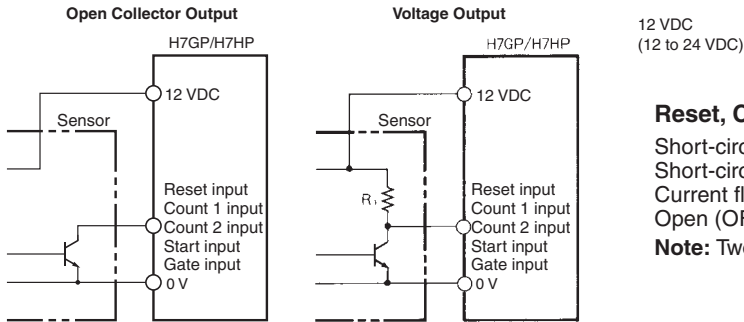 Open Collector Output
H7GP/H7HP
12 VDC
Sensor
Reset input
Count 1 input
Count 2 input
Start input
Gate input
0 V
Voltage Output
H7GP/H7HP
12 VDC
Sensor
R
Reset input
Count 1 input
Count 2 input
Start input
Gate input
0 V
12 VDC
(12 to 24 VDC)
Reset, C
Short-circ
Short-circ
Current fl
Open (OF
Note: Two